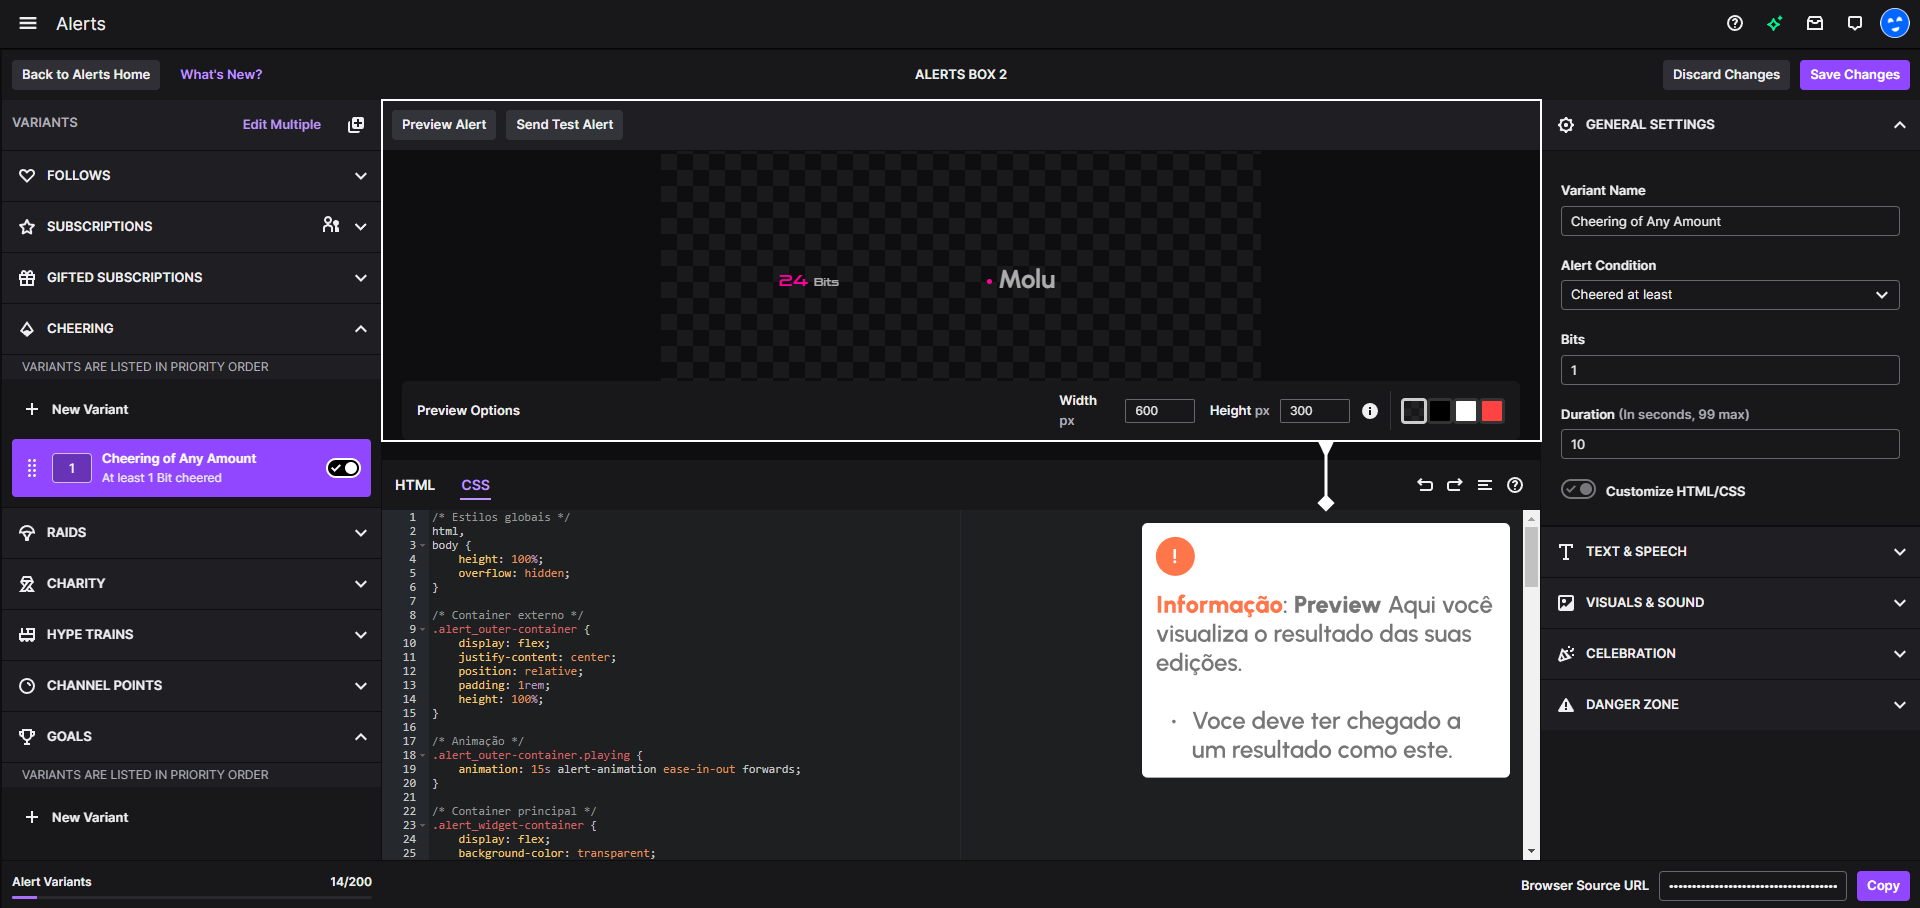 Alerts
Back to Alerts Home
What's New?
ALERTS BOX 2
Discard Changes
Save Changes
VARIANTS
Edit Multiple
FOLLOWS
SUBSCRIPTIONS
GIFTED SUBSCRIPTIONS
CHEERING
VARIANTS ARE LISTED IN PRIORITY ORDER
New Variant
1
Cheering of Any Amount
At least 1 Bit cheered
RAIDS
CHARITY
HYPE TRAINS
CHANNEL POINTS
GOALS
VARIANTS ARE LISTED IN PRIORITY ORDER
New Variant
Alert Variants
14/200
Preview Alert
Send Test Alert
24 Bits
• Molu
Preview Options
Width px
600
Height px
300
HTML
CSS
1 /* Estilos globais */
2 html,
3 body {
4 height: 100%;
5 overflow: hidden;
6 }
7
8 /* Container externo */
9 .alert_outer-container {
10 display: flex;
11 justify-content: center;
12 position: relative;
13 padding: 1rem;
14 height: 100%;
15 }
16
17 /* Animação */
18 .alert_outer-container.playing {
19 animation: 15s alert-animation ease-in-out forwards;
20 }
21
22 /* Container principal */
23 .alert_widget-container {
24 display: flex;
25 background-color: transparent;
!
Informação: Preview Aqui você
visualiza o resultado das suas
edições.
· Voce deve ter chegado a
um resultado como este.
GENERAL SETTINGS
Variant Name
Cheering of Any Amount
Alert Condition
Cheered at least
Bits
1
Duration (In seconds, 99 max)
10
Customize HTML/CSS
TEXT & SPEECH
VISUALS & SOUND
CELEBRATION
DANGER ZONE
Browser Source URL
Copy